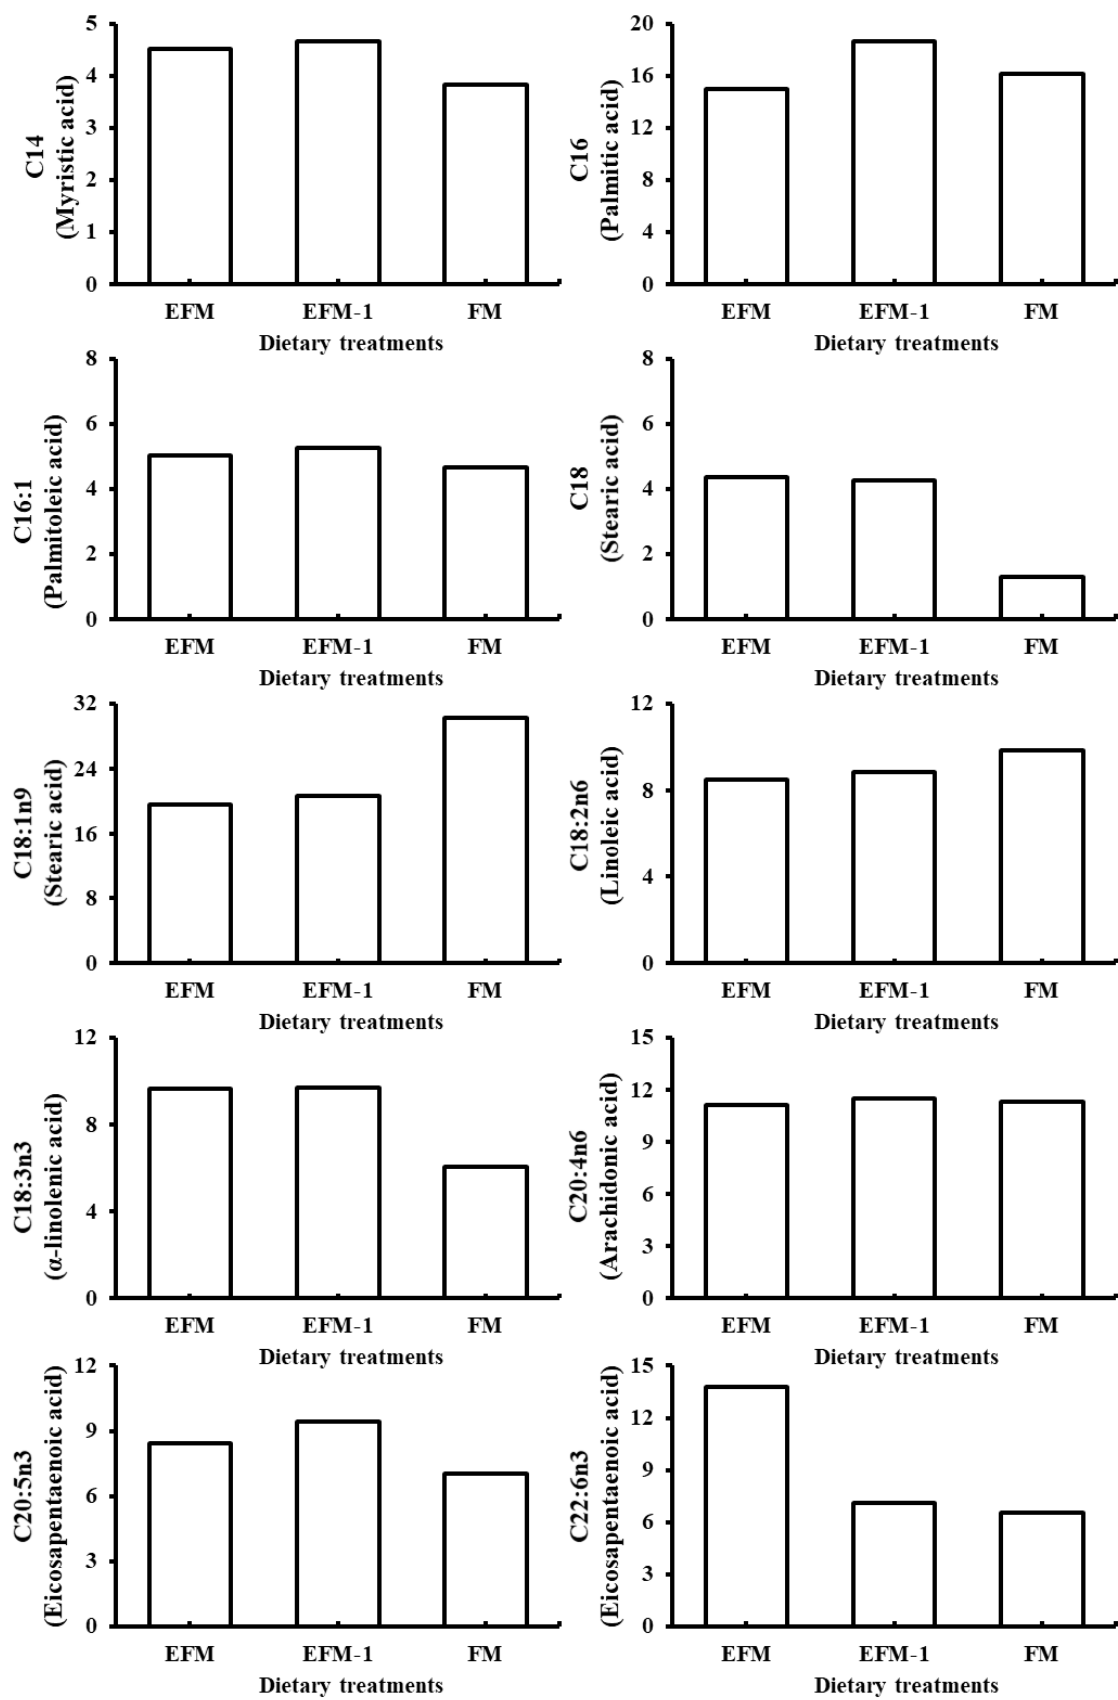 C14
(Myristic acid)
5
4
3
2
1
0
EFM EFM-1 FM
Dietary treatments
C16
(Palmitic acid)
20
16
12
8
4
0
EFM EFM-1 FM
Dietary treatments
C16:1
(Palmitoleic acid)
8
6
4
2
0
EFM EFM-1 FM
Dietary treatments
C18
(Stearic acid)
8
6
4
2
0
EFM EFM-1 FM
Dietary treatments
C18:1n9
(Stearic acid)
32
24
16
8
0
EFM EFM-1 FM
Dietary treatments
C18:2n6
(Linoleic acid)
12
8
4
0
EFM EFM-1 FM
Dietary treatments
C18:3n3
(α-linolenic acid)
12
8
4
0
EFM EFM-1 FM
Dietary treatments
C20:4n6
(Arachidonic acid)
15
12
9
6
3
0
EFM EFM-1 FM
Dietary treatments
C20:5n3
(Eicosapentaenoic acid)
12
9
6
3
0
EFM EFM-1 FM
Dietary treatments
C22:6n3
(Eicosapentaenoic acid)
15
12
9
6
3
0
EFM EFM-1 FM
Dietary treatments